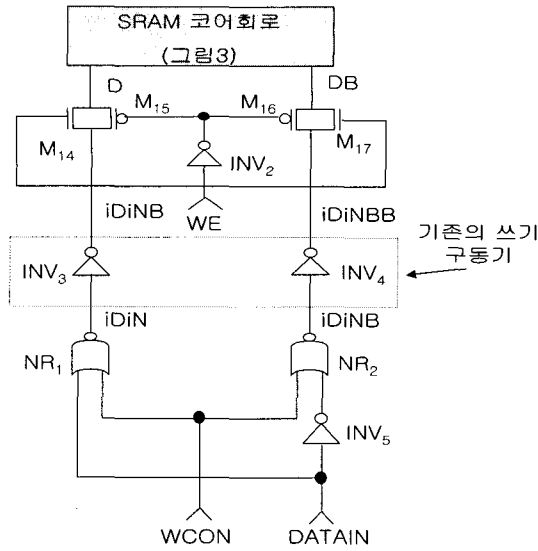 SRAM 코어회로
(그림3)
D
DB
M15
M16
M14
INV2
M17
iDiNB
WE
iDiNBB
기존의 쓰기
구동기
INV3
INV4
iDiN
iDiNB
NR1
NR2
INV5
WCON
DATAIN